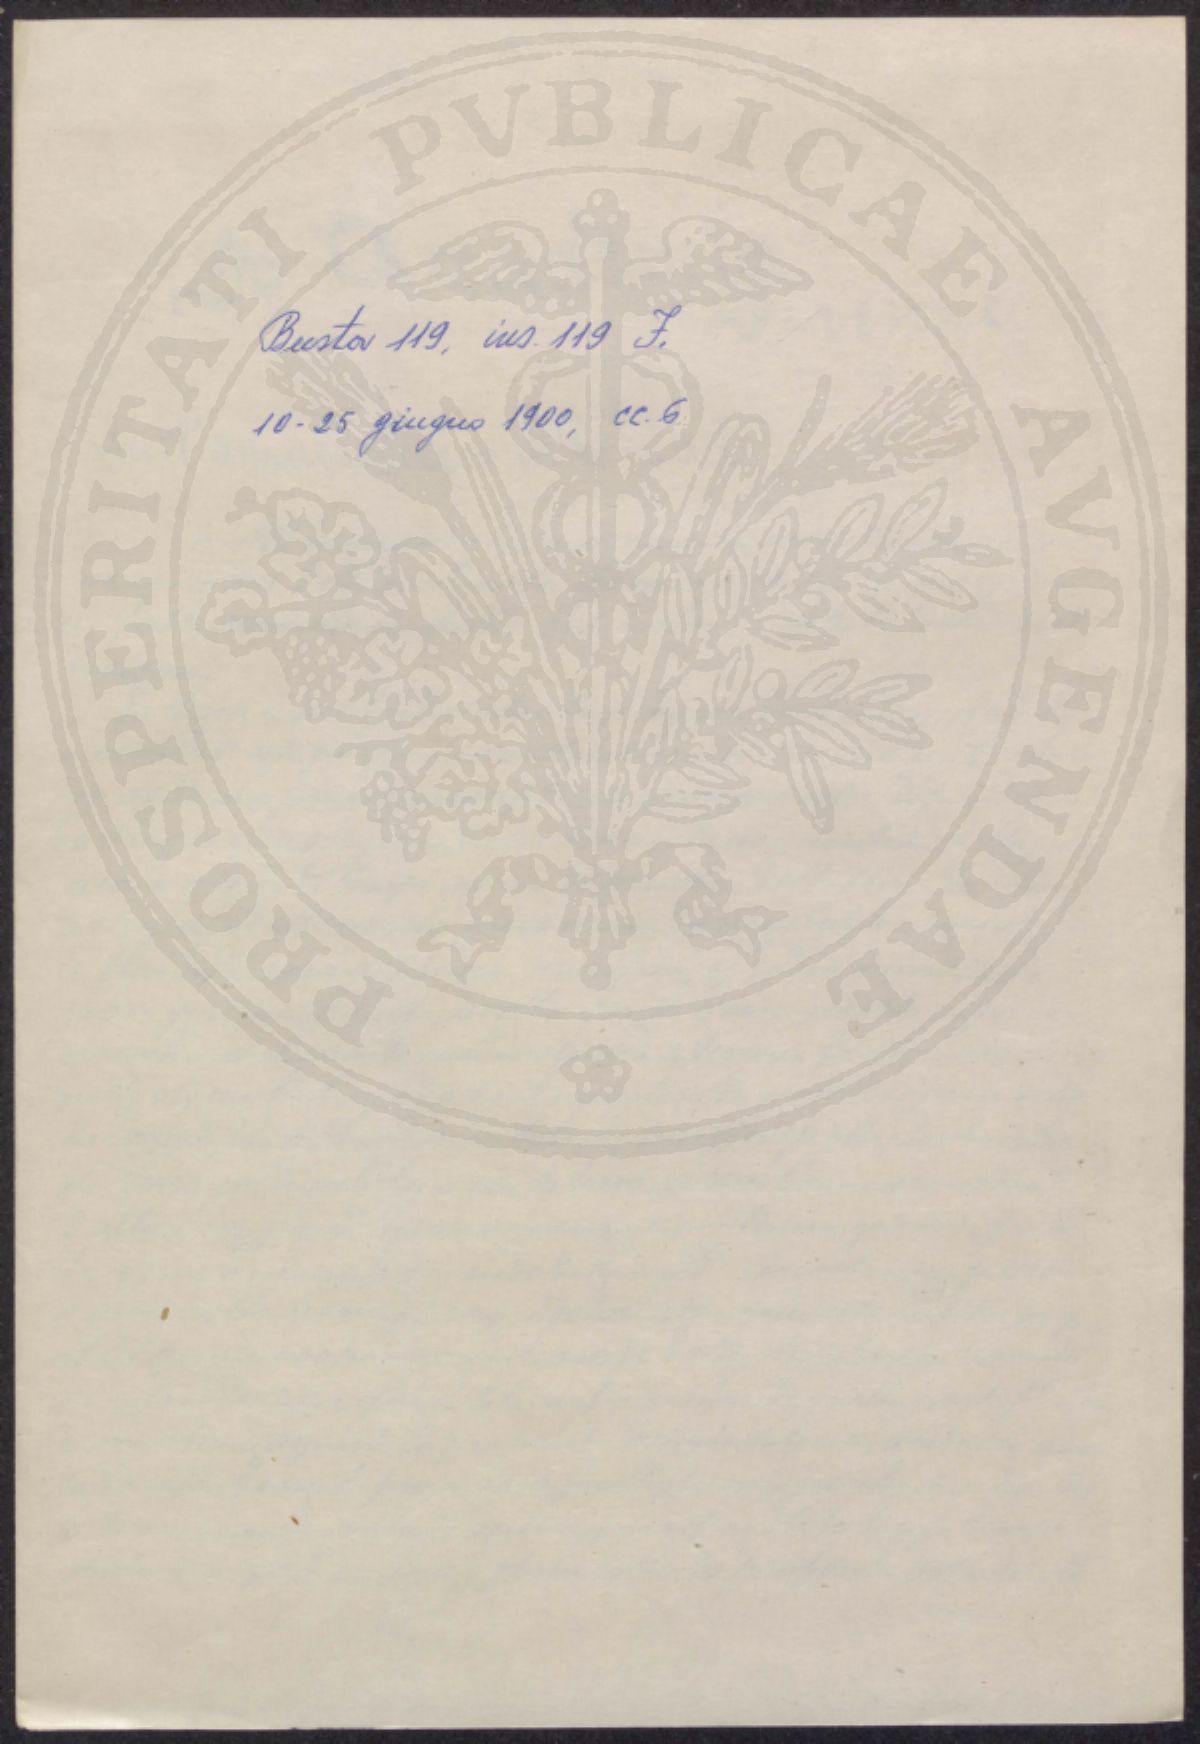 PROSPERITATI PVBLICAE AVGENDAE
Busta 119, ins. 119 I.
10-25 giugno 1900, cc. 6